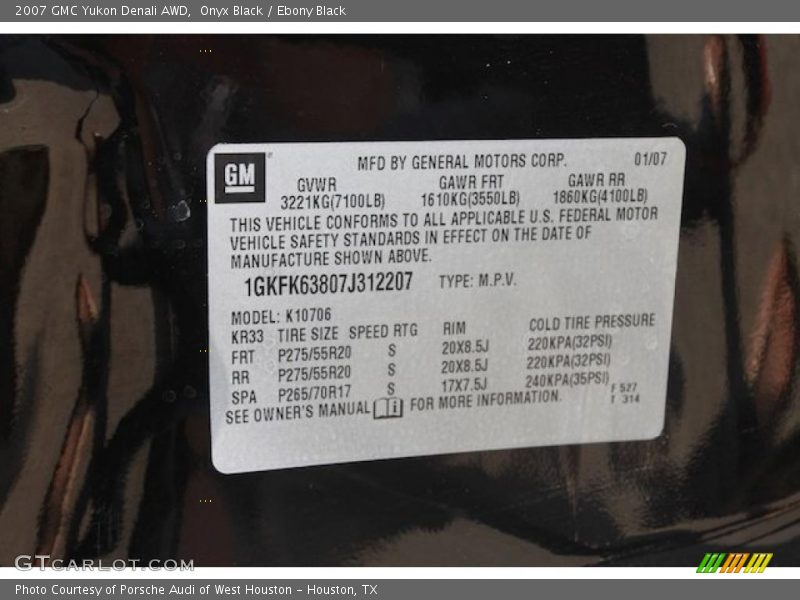 2007 GMC Yukon Denali AWD, Onyx Black / Ebony Black
GM
MFD BY GENERAL MOTORS CORP. 01/07
GVWR GAWR FRT GAWR RR
3221KG(7100LB) 1610KG(3550LB) 1860KG(4100LB)
THIS VEHICLE CONFORMS TO ALL APPLICABLE U.S. FEDERAL MOTOR
VEHICLE SAFETY STANDARDS IN EFFECT ON THE DATE OF
MANUFACTURE SHOWN ABOVE.
1GKFK63807J312207 TYPE: M.P.V.
MODEL: K10706
KR33 TIRE SIZE SPEED RTG RIM COLD TIRE PRESSURE
FRT P275/55R20 S 20X8.5J 220KPA(32PSI)
RR P275/55R20 S 20X8.5J 220KPA(32PSI)
SPA P265/70R17 S 17X7.5J 240KPA(35PSI)
SEE OWNER'S MANUAL FOR MORE INFORMATION.
F 527
T 314
GTCARLOT.COM
Photo Courtesy of Porsche Audi of West Houston - Houston, TX